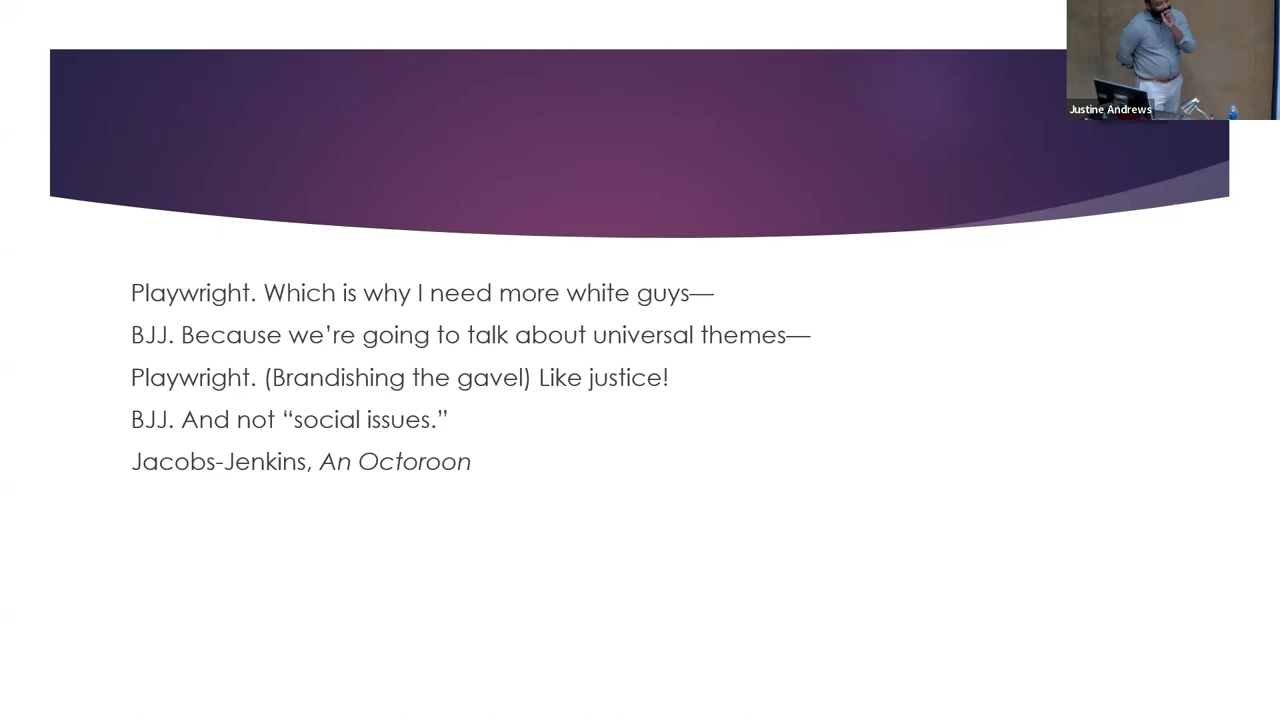 Justine Andrews
Playwright. Which is why I need more white guys—
BJJ. Because we’re going to talk about universal themes—
Playwright. (Brandishing the gavel) Like justice!
BJJ. And not “social issues.”
Jacobs-Jenkins, An Octoroon